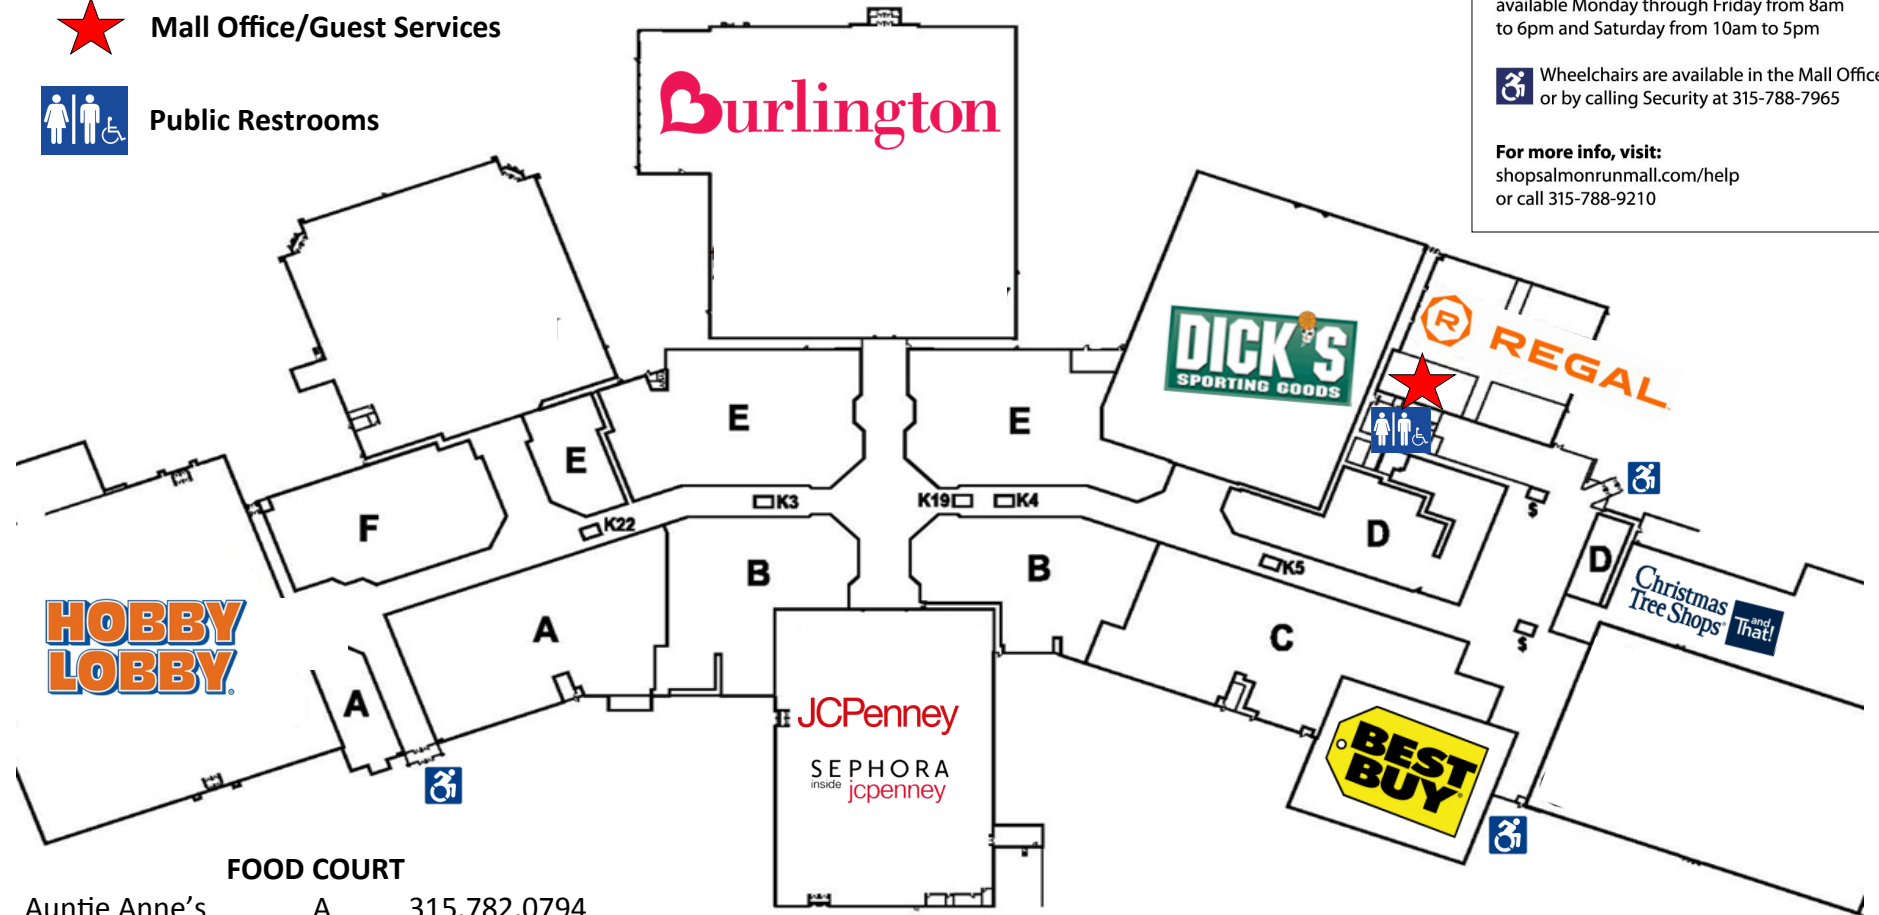 Mall Office/Guest Services
Public Restrooms
available Monday through Friday from 8am
to 6pm and Saturday from 10am to 5pm
Wheelchairs are available in the Mall Office
or by calling Security at 315-788-7965
For more info, visit:
shopsalmonrunmall.com/help
or call 315-788-9210
Burlington
DICK'S
SPORTING GOODS
R REGAL
E
E
E
F
K3
K19
K4
K22
K5
D
D
$
$
B
B
A
A
C
HOBBY
LOBBY
Christmas
Tree Shops
and
That!
JCPenney
SEPHORA
inside jcpenney
BEST
BUY
FOOD COURT
Auntie Anne's A 315.782.0794